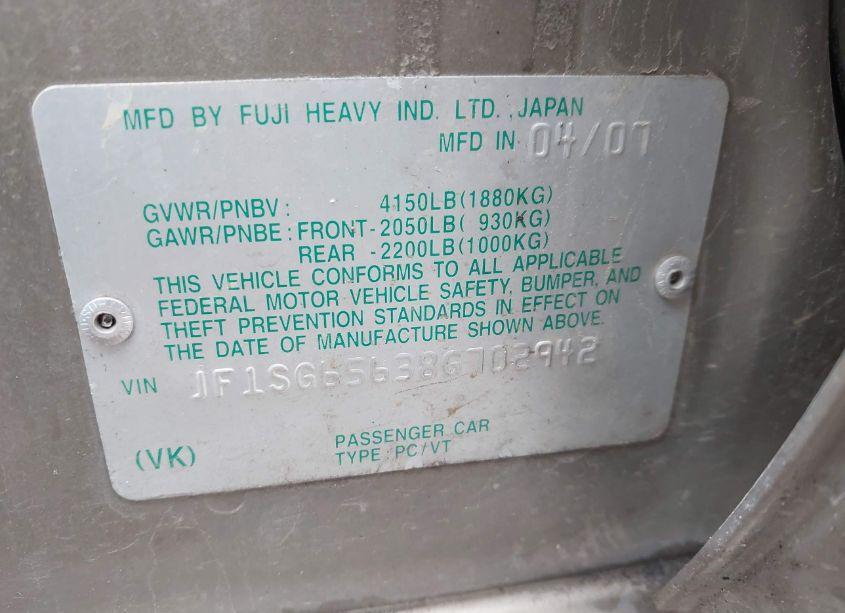 MFD BY FUJI HEAVY IND. LTD., JAPAN
MFD IN 04/07
GVWR/PNBV : 4150LB(1880KG)
GAWR/PNBE : FRONT-2050LB( 930KG)
REAR -2200LB(1000KG)
THIS VEHICLE CONFORMS TO ALL APPLICABLE
FEDERAL MOTOR VEHICLE SAFETY, BUMPER, AND
THEFT PREVENTION STANDARDS IN EFFECT ON
THE DATE OF MANUFACTURE SHOWN ABOVE.
VIN JF1SG65638G702942
(VK)
PASSENGER CAR
TYPE: PC/VT